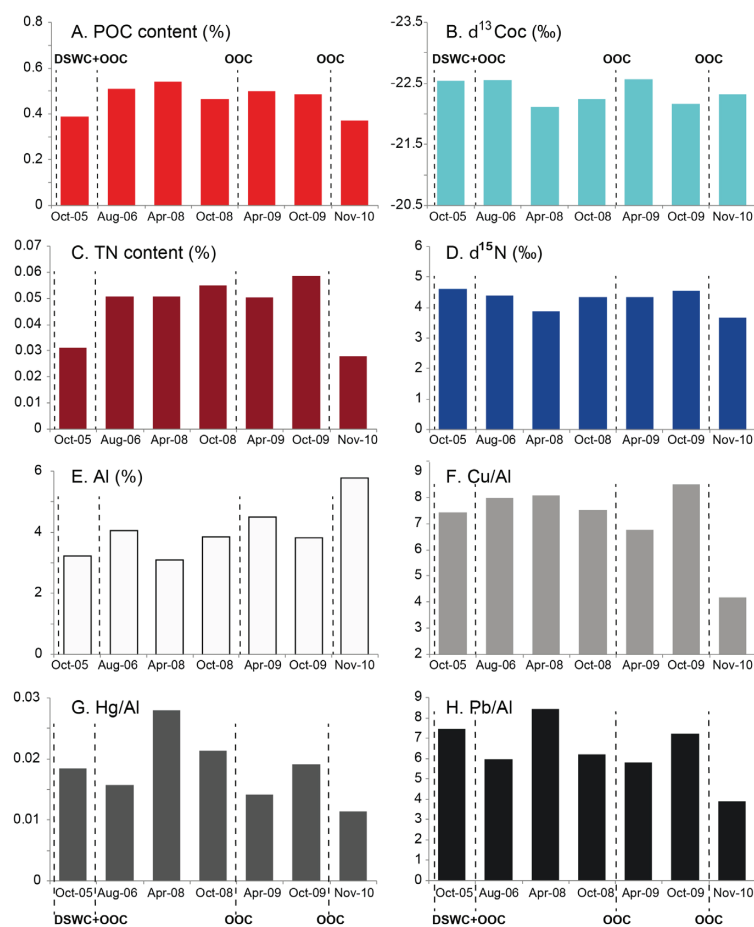 A. POC content (%)
DSWC+OOC OOC OOC
0.8
0.6
0.4
0.2
0
Oct-05 Aug-06 Apr-08 Oct-08 Apr-09 Oct-09 Nov-10
B. d¹³Coc (‰)
DSWC+OOC OOC OOC
-23.5
-22.5
-21.5
-20.5
Oct-05 Aug-06 Apr-08 Oct-08 Apr-09 Oct-09 Nov-10
C. TN content (%)
0.07
0.06
0.05
0.04
0.03
0.02
0.01
0
Oct-05 Aug-06 Apr-08 Oct-08 Apr-09 Oct-09 Nov-10
D. d¹⁵N (‰)
6
5
4
3
2
1
0
Oct-05 Aug-06 Apr-08 Oct-08 Apr-09 Oct-09 Nov-10
E. Al (%)
6
4
2
0
Oct-05 Aug-06 Apr-08 Oct-08 Apr-09 Oct-09 Nov-10
F. Cu/Al
9
8
7
6
5
4
3
2
Oct-05 Aug-06 Apr-08 Oct-08 Apr-09 Oct-09 Nov-10
G. Hg/Al
0.03
0.02
0.01
0
Oct-05 Aug-06 Apr-08 Oct-08 Apr-09 Oct-09 Nov-10
DSWC+OOC OOC OOC
H. Pb/Al
9
8
7
6
5
4
3
2
1
0
Oct-05 Aug-06 Apr-08 Oct-08 Apr-09 Oct-09 Nov-10
DSWC+OOC OOC OOC